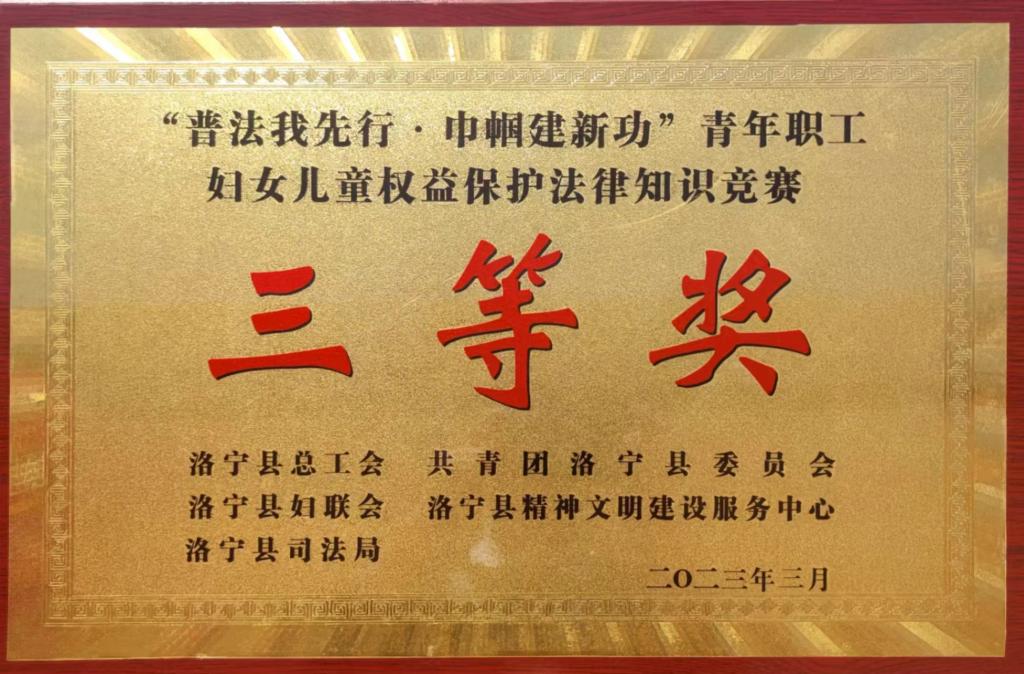 “普法我先行·巾帼建新功”青年职工
妇女儿童权益保护法律知识竞赛
三等奖
洛宁县总工会 共青团洛宁县委员会
洛宁县妇联会 洛宁县精神文明建设服务中心
洛宁县司法局
二〇二三年三月